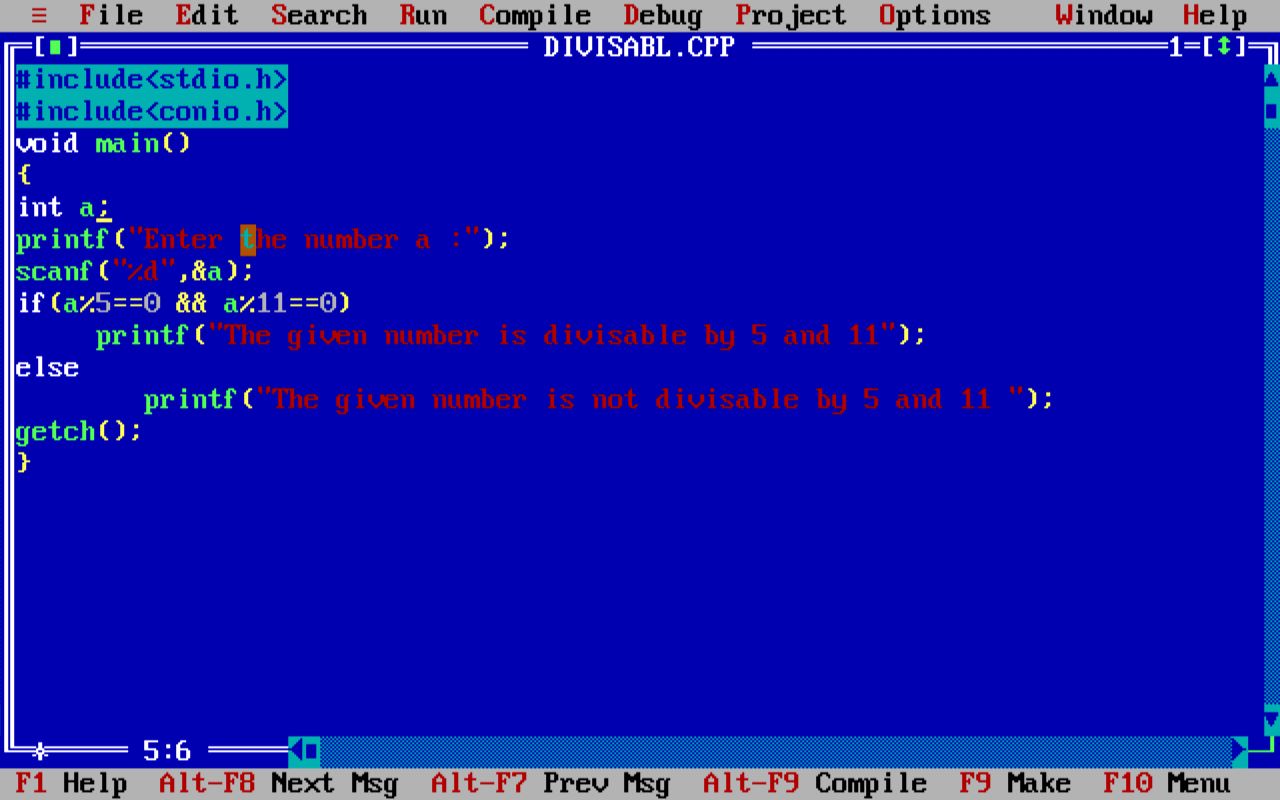 ≡ File Edit Search Run Compile Debug Project Options Window Help
[■] DIVISABL.CPP 1=[↕]
#include<stdio.h>
#include<conio.h>
void main()
{
int a;
printf("Enter the number a :");
scanf("%d",&a);
if(a%5==0 && a%11==0)
     printf("The given number is divisable by 5 and 11");
else
        printf("The given number is not divisable by 5 and 11 ");
getch();
}
5:6
F1 Help Alt-F8 Next Msg Alt-F7 Prev Msg Alt-F9 Compile F9 Make F10 Menu